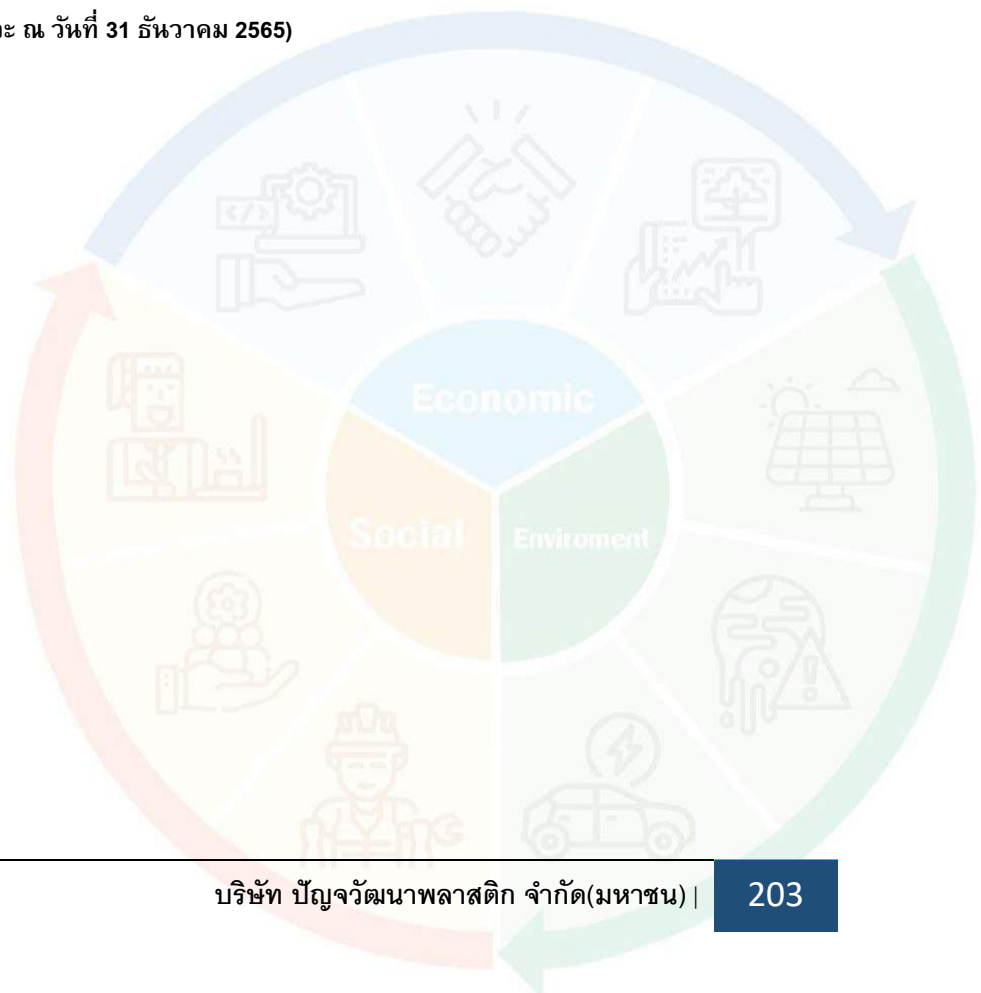 ะ ณ วันที่ 31 ธันวาคม 2565)
Economic
Social
Enviroment
บริษัท ปัญจวัฒนาพลาสติก จำกัด(มหาชน) |
203